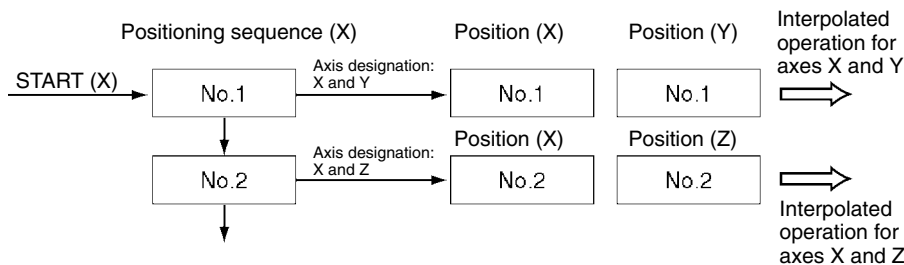 Positioning sequence (X)
Position (X)
Position (Y)
Interpolated
operation for
axes X and Y
START (X)
Axis designation:
X and Y
No.1
No.1
No.1
Position (X)
Position (Z)
Axis designation:
X and Z
No.2
No.2
No.2
Interpolated
operation for
axes X and Z